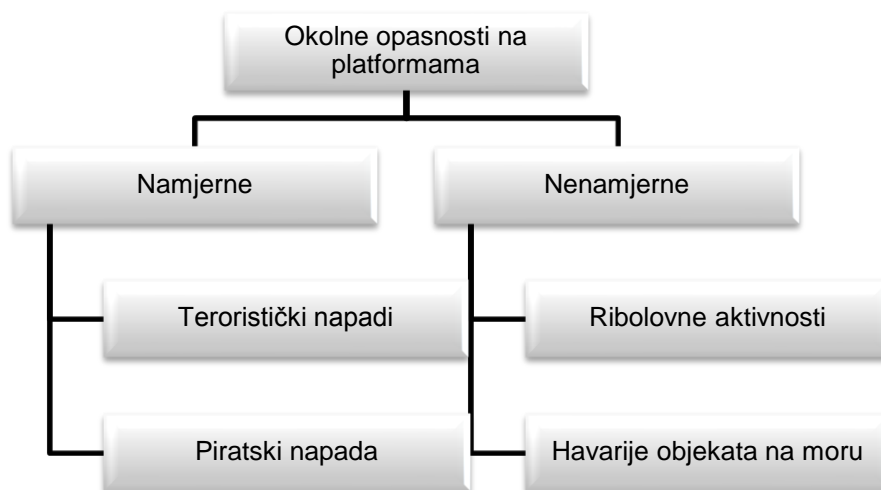 Okolne opasnosti na
platformama
Namjerne
Nenamjerne
Teroristički napadi
Ribolovne aktivnosti
Piratski napada
Havarije objekata na moru